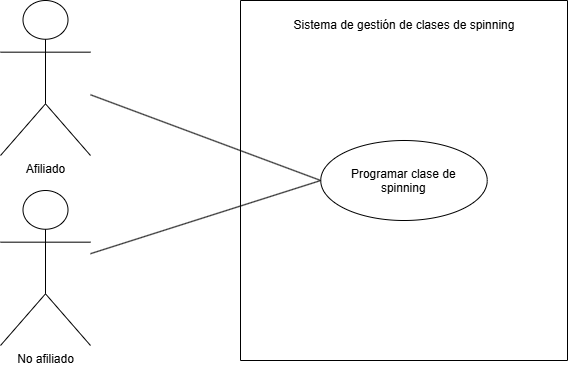 Sistema de gestión de clases de spinning
Afiliado
Programar clase de
spinning
No afiliado